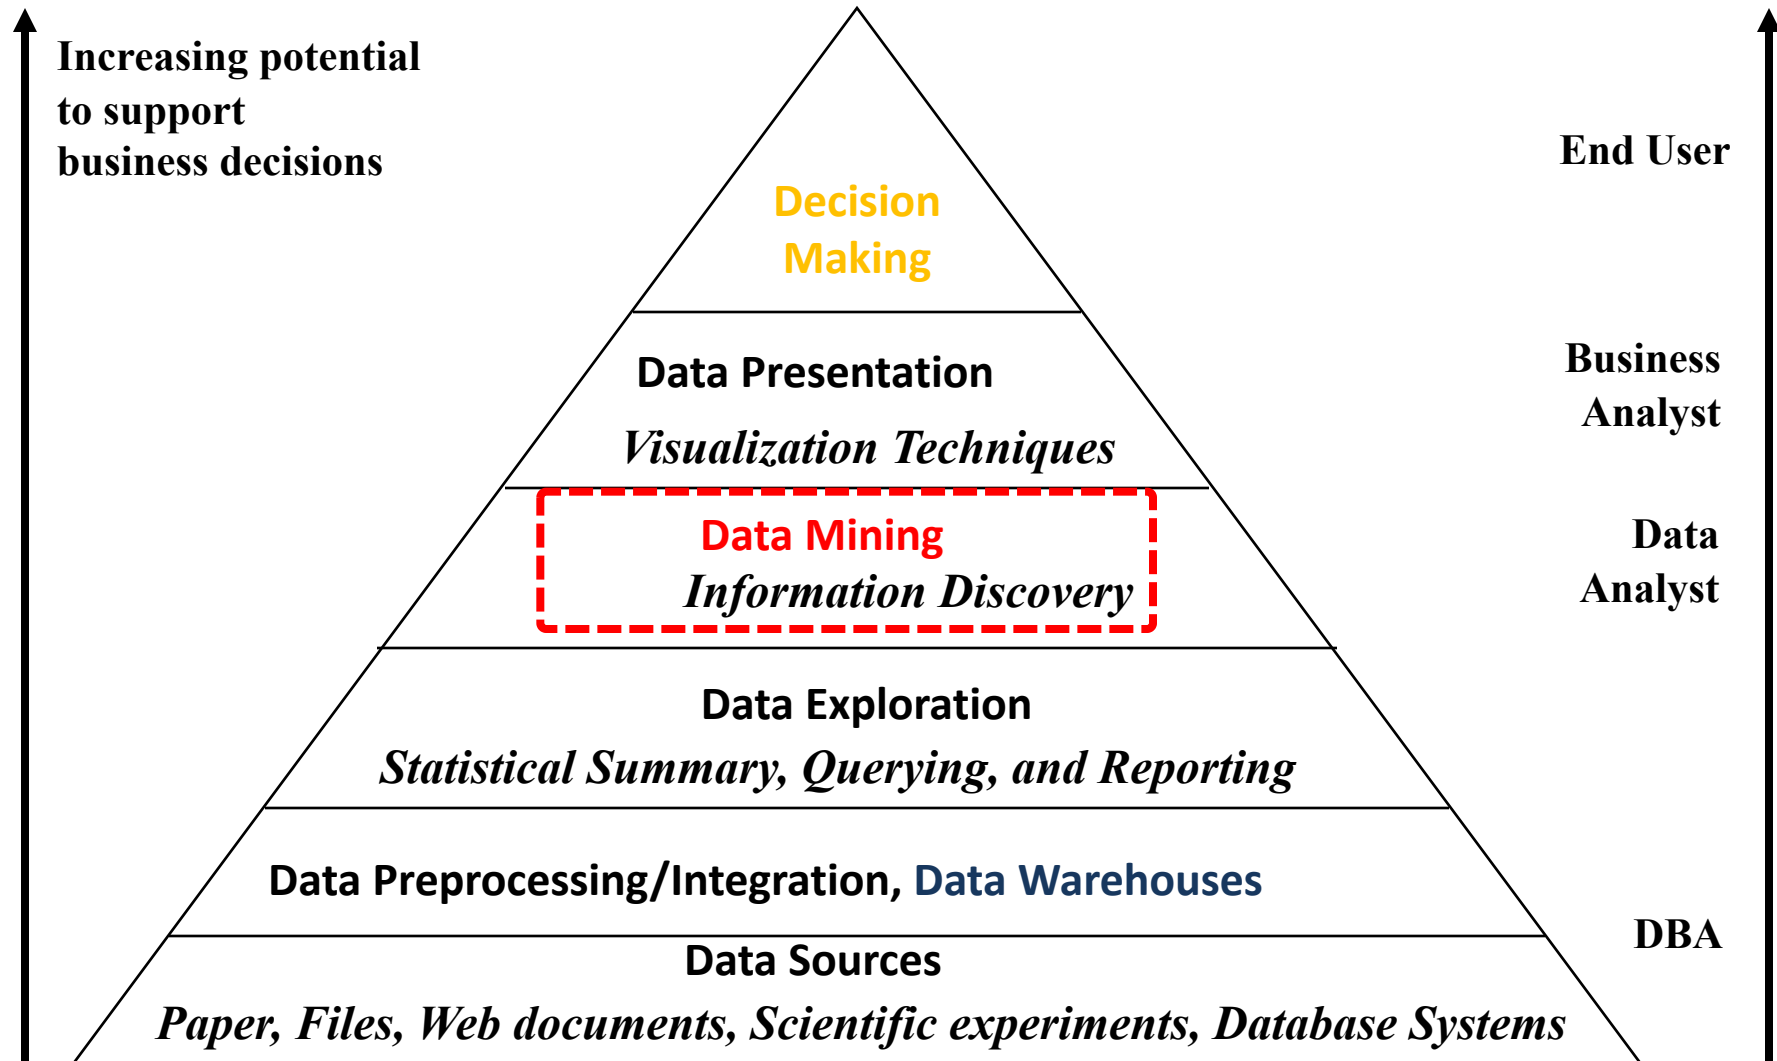 Increasing potential
to support
business decisions
End User
Decision
Making
Data Presentation
Visualization Techniques
Business
Analyst
Data Mining
Information Discovery
Data
Analyst
Data Exploration
Statistical Summary, Querying, and Reporting
Data Preprocessing/Integration, Data Warehouses
DBA
Data Sources
Paper, Files, Web documents, Scientific experiments, Database Systems